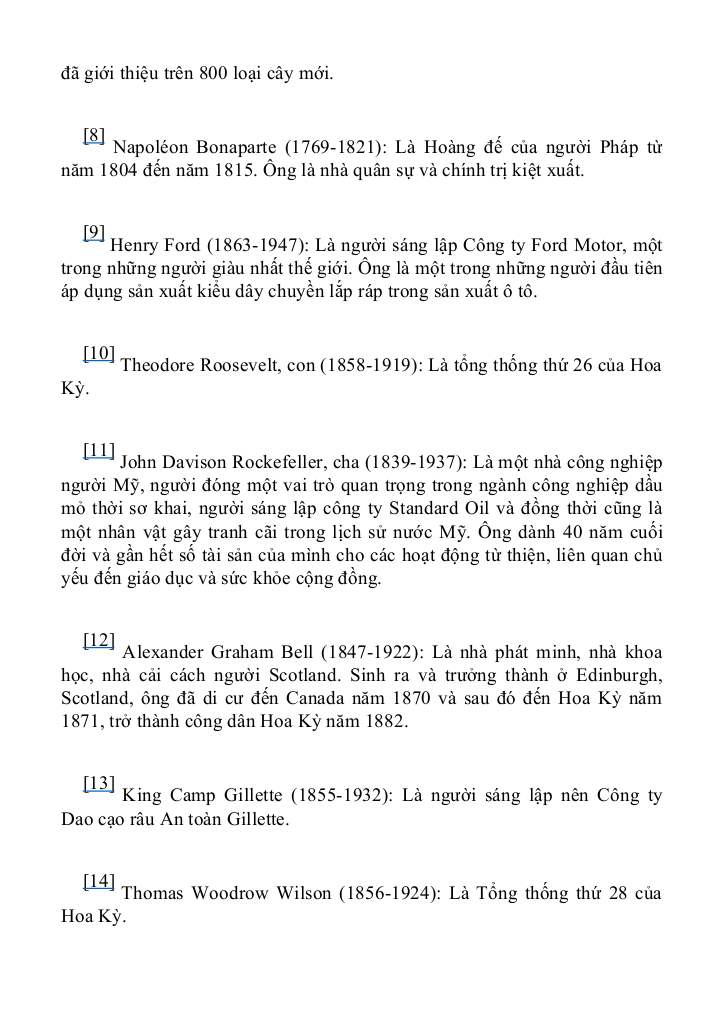 đã giới thiệu trên 800 loại cây mới.
[8] Napoléon Bonaparte (1769-1821): Là Hoàng đế của người Pháp từ
năm 1804 đến năm 1815. Ông là nhà quân sự và chính trị kiệt xuất.
[9] Henry Ford (1863-1947): Là người sáng lập Công ty Ford Motor, một
trong những người giàu nhất thế giới. Ông là một trong những người đầu tiên
áp dụng sản xuất kiểu dây chuyền lắp ráp trong sản xuất ô tô.
[10] Theodore Roosevelt, con (1858-1919): Là tổng thống thứ 26 của Hoa
Kỳ.
[11] John Davison Rockefeller, cha (1839-1937): Là một nhà công nghiệp
người Mỹ, người đóng một vai trò quan trọng trong ngành công nghiệp dầu
mỏ thời sơ khai, người sáng lập công ty Standard Oil và đồng thời cũng là
một nhân vật gây tranh cãi trong lịch sử nước Mỹ. Ông dành 40 năm cuối
đời và gần hết số tài sản của mình cho các hoạt động từ thiện, liên quan chủ
yếu đến giáo dục và sức khỏe cộng đồng.
[12] Alexander Graham Bell (1847-1922): Là nhà phát minh, nhà khoa
học, nhà cải cách người Scotland. Sinh ra và trưởng thành ở Edinburgh,
Scotland, ông đã di cư đến Canada năm 1870 và sau đó đến Hoa Kỳ năm
1871, trở thành công dân Hoa Kỳ năm 1882.
[13] King Camp Gillette (1855-1932): Là người sáng lập nên Công ty
Dao cạo râu An toàn Gillette.
[14] Thomas Woodrow Wilson (1856-1924): Là Tổng thống thứ 28 của
Hoa Kỳ.